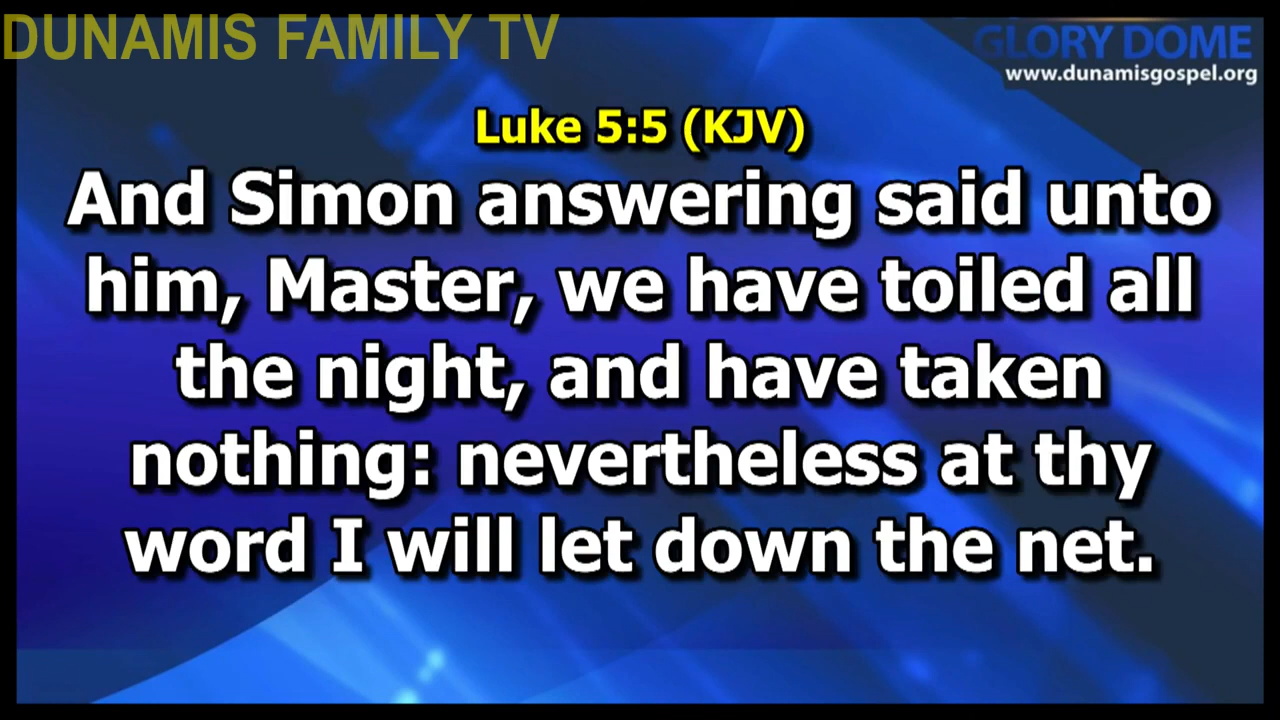 DUNAMIS FAMILY TV
GLORY DOME
www.dunamisgospel.org
Luke 5:5 (KJV)
And Simon answering said unto
him, Master, we have toiled all
the night, and have taken
nothing: nevertheless at thy
word I will let down the net.